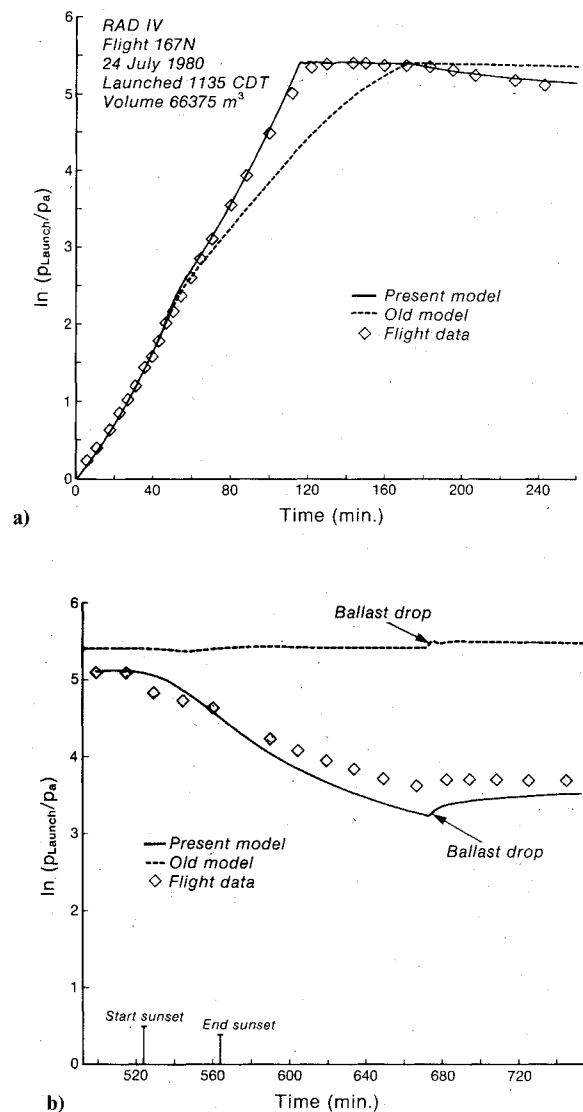 RAD IV
Flight 167N
24 July 1980
Launched 1135 CDT
Volume 66375 m³
6
5
4
3
2
1
0
ln (pLaunch/pa)
Present model
Old model
Flight data
0 40 80 120 160 200 240
Time (min.)
a)
6
5
4
3
2
1
0
ln (pLaunch/pa)
Ballast drop
Ballast drop
Present model
Old model
Flight data
Start sunset
End sunset
520 560 600 640 680 720
Time (min.)
b)